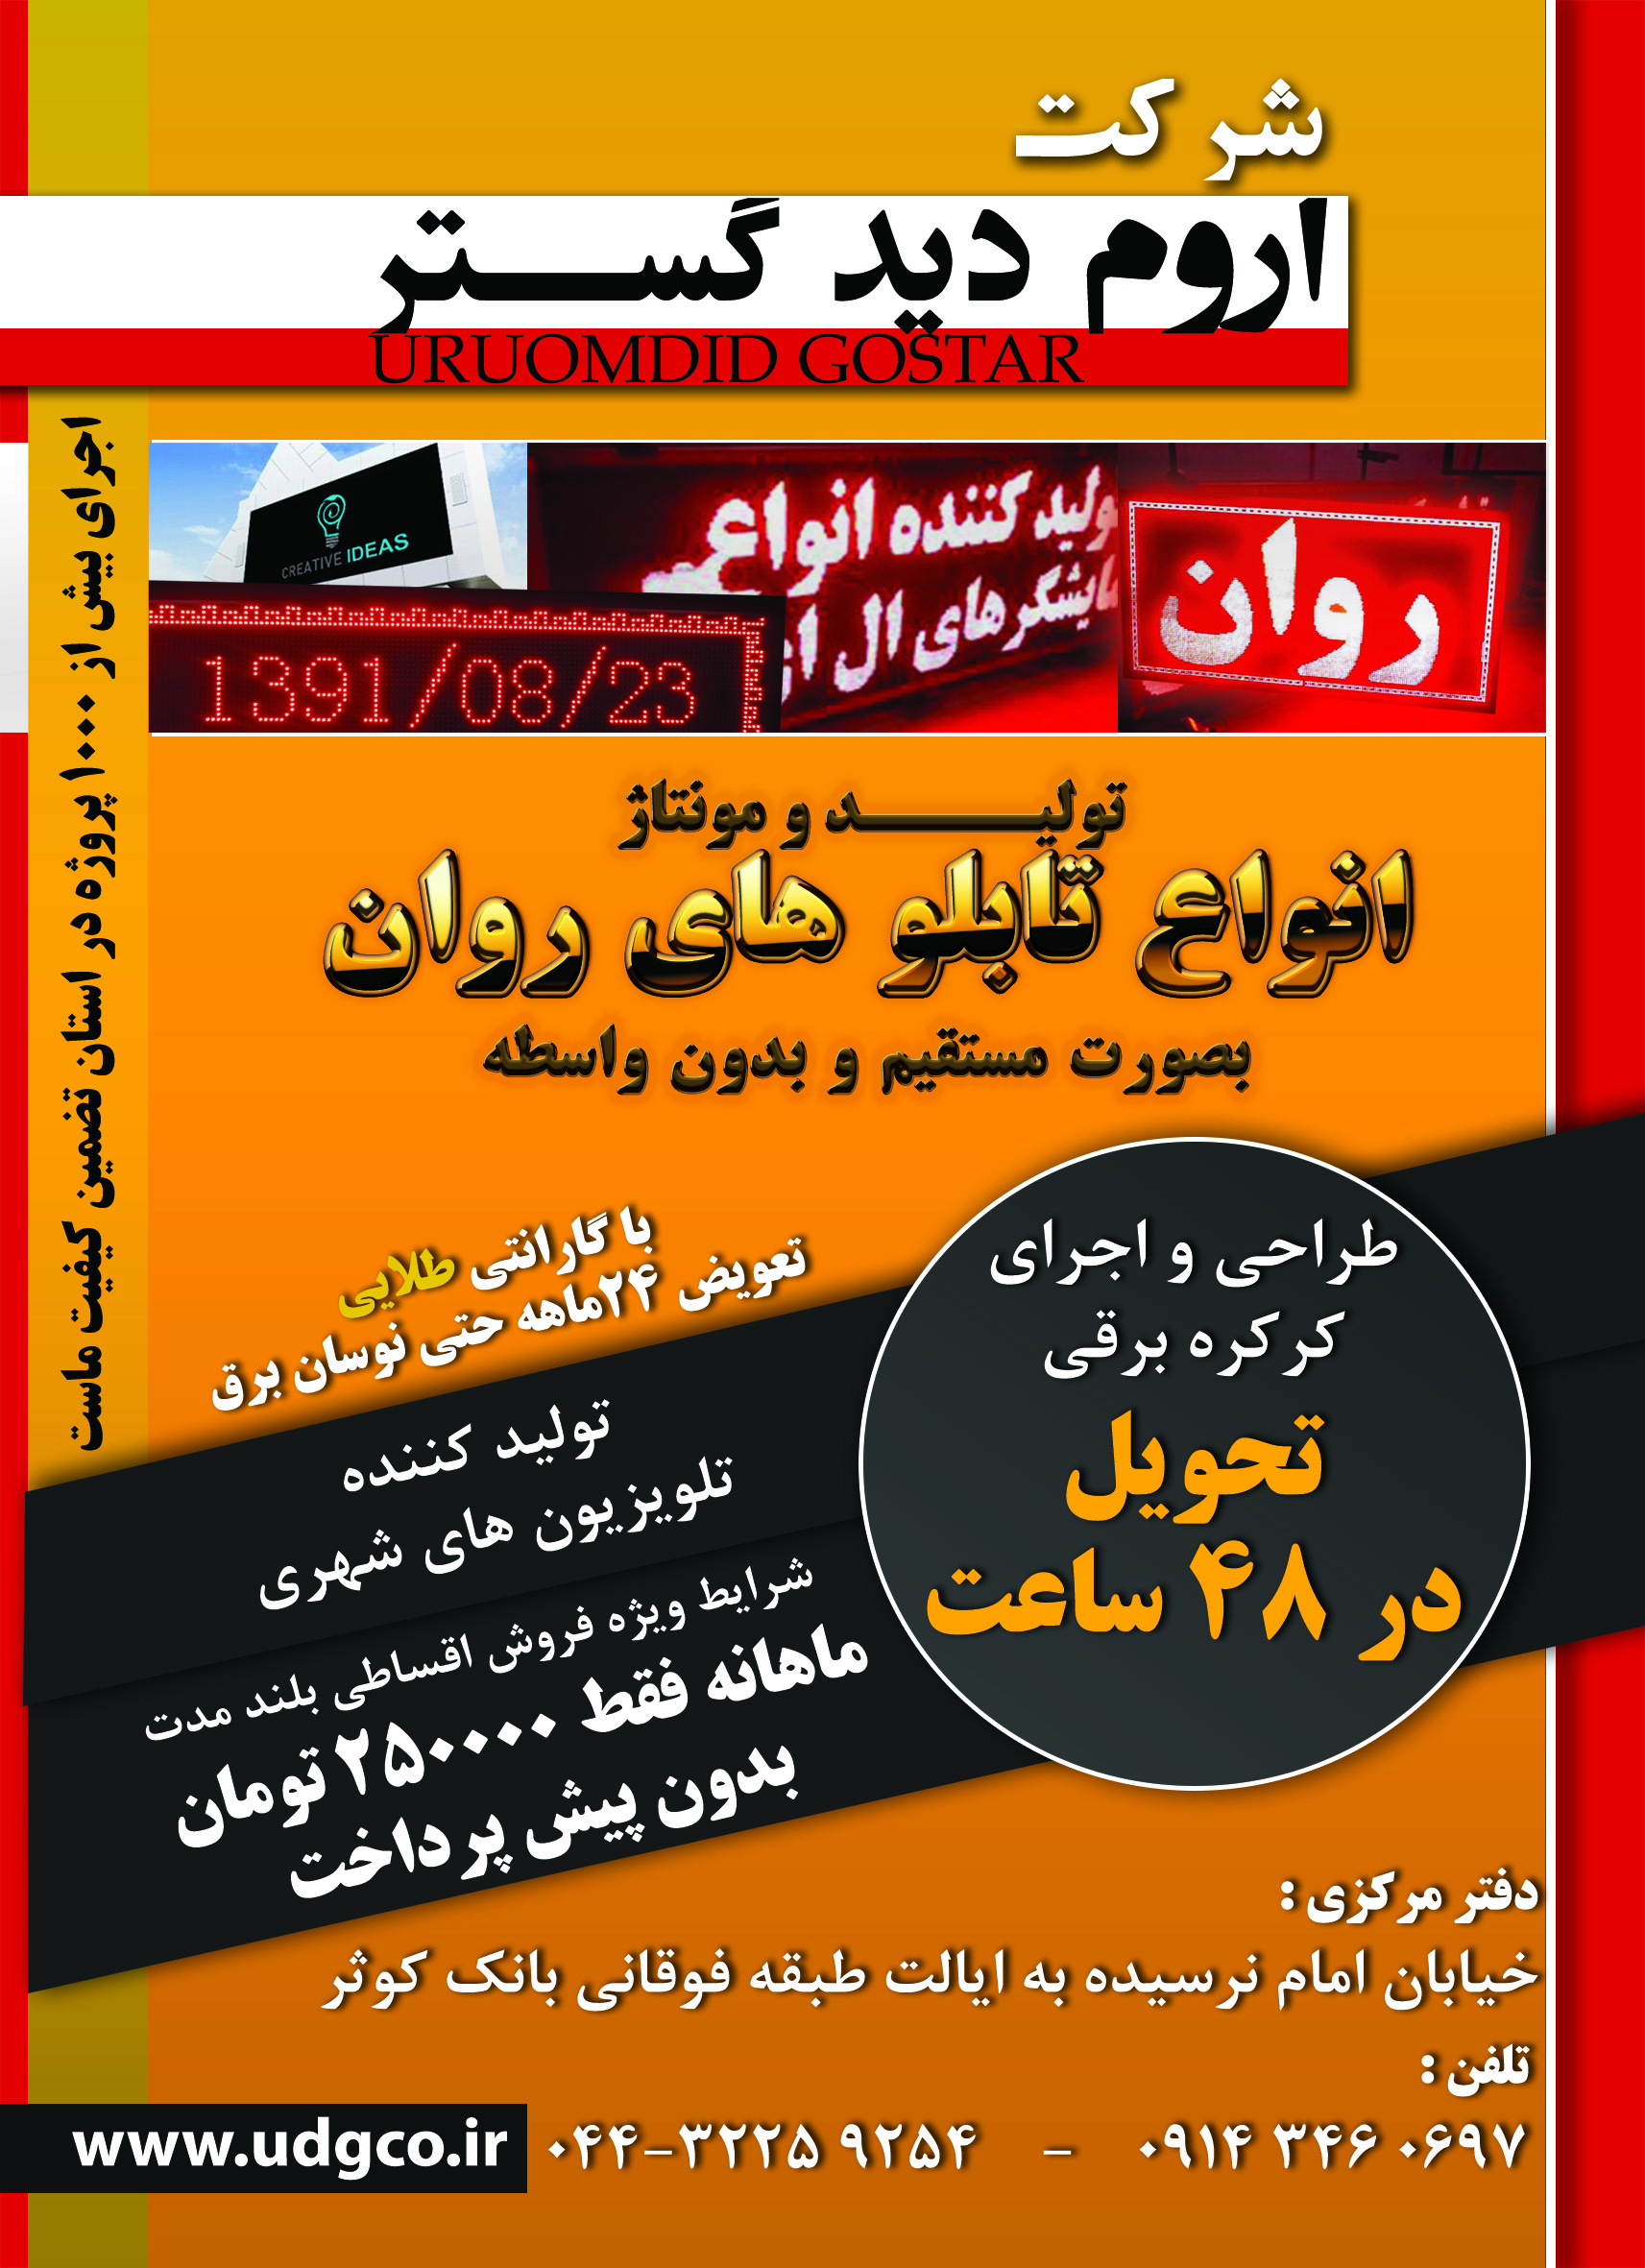 شرکت
اروم دید گستر
URUOMDID GOSTAR
CREATIVE IDEAS
1391/08/23
ولید کننده انواع
مایشگرهای ال ای
روان
تولید و مونتاژ
انواع تابلو های روان
بصورت مستقیم و بدون واسطه
اجرای بیش از ۱۰۰۰ پروژه در استان تضمین کیفیت ماست
با گارانتی طلایی
تعویض ۲۴ماهه حتی نوسان برق
تولید کننده
تلویزیون های شهری
شرایط ویژه فروش اقساطی بلند مدت
ماهانه فقط ۲۵۰۰۰۰ تومان
بدون پیش پرداخت
طراحی و اجرای
کرکره برقی
تحویل
در ۴۸ ساعت
دفتر مرکزی :
خیابان امام نرسیده به ایالت طبقه فوقانی بانک کوثر
تلفن :
۰۹۱۴ ۳۴۶ ۰۶۹۷ - ۰۴۴-۳۲۲۵ ۹۲۵۴
www.udgco.ir